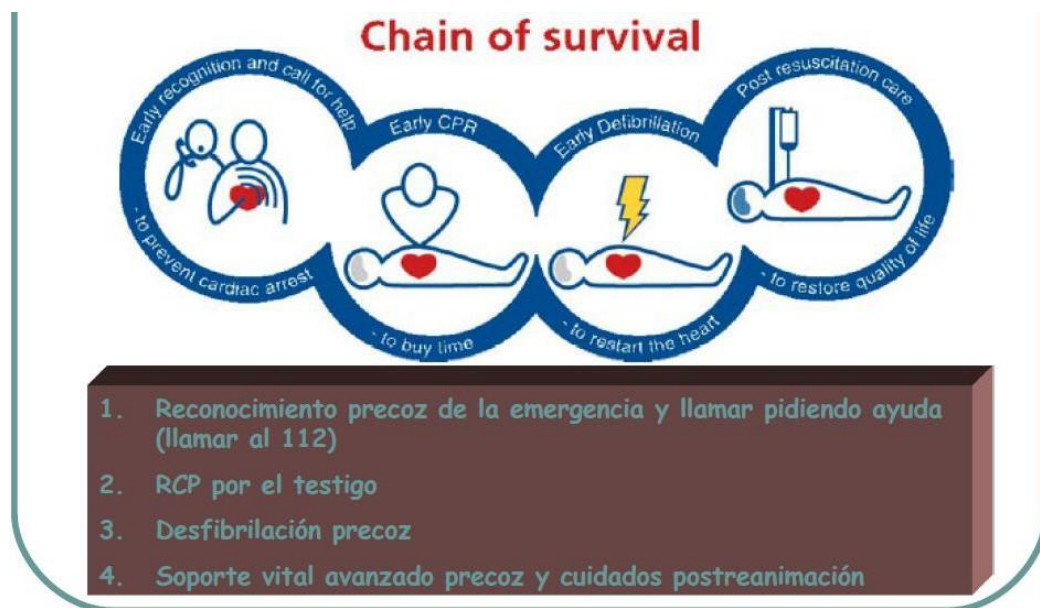 Chain of survival
Early recognition and call for help
- to prevent cardiac arrest
Early CPR
- to buy time
Early Defibrillation
- to restart the heart
Post resuscitation care
- to restore quality of life
1. Reconocimiento precoz de la emergencia y llamar pidiendo ayuda
(llamar al 112)
2. RCP por el testigo
3. Desfibrilación precoz
4. Soporte vital avanzado precoz y cuidados postreanimación